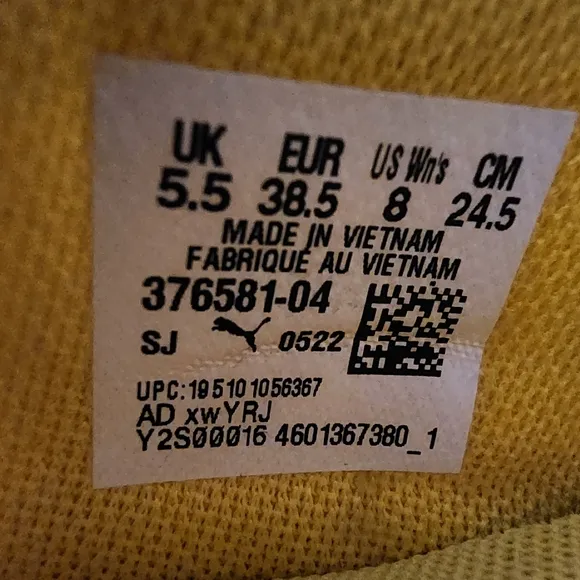 UK EUR US Wn's CM
5.5 38.5 8 24.5
MADE IN VIETNAM
FABRIQUÉ AU VIETNAM
376581-04
SJ 0522
UPC:195101056367
AD xwYRJ
Y2S00016 4601367380_1